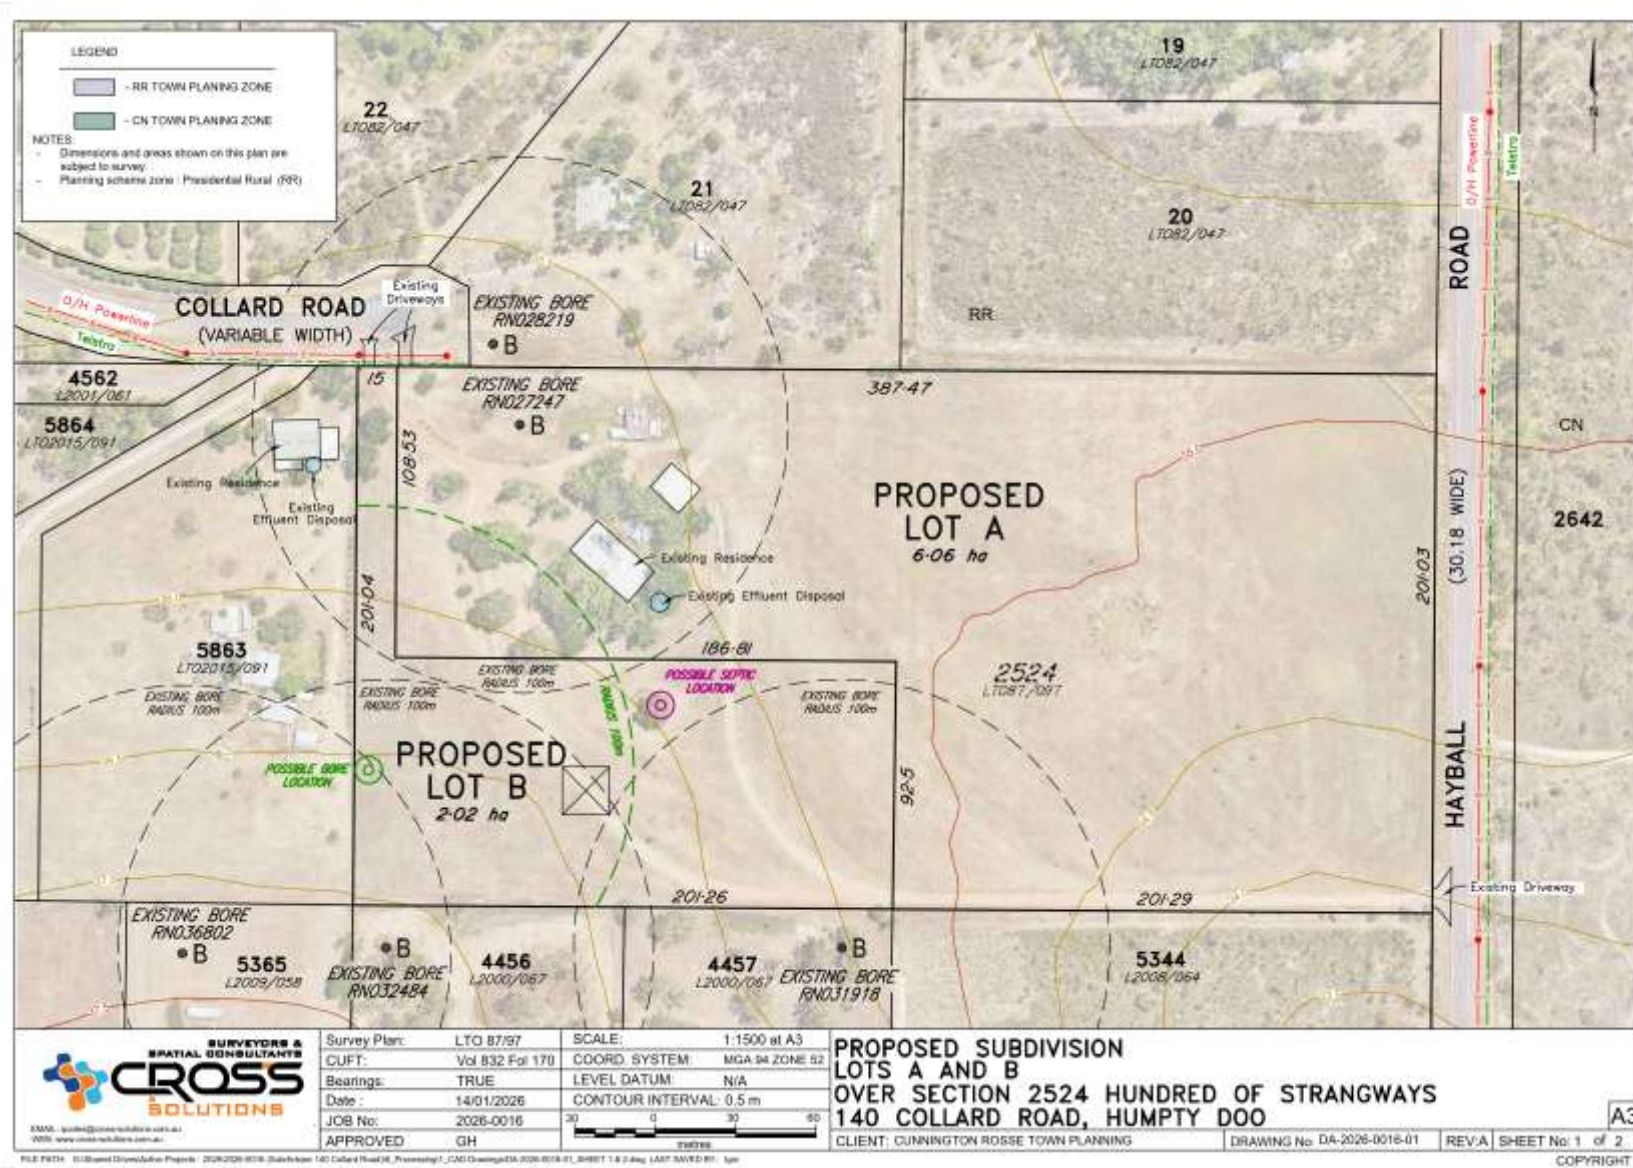 LEGEND
- RR TOWN PLANING ZONE
- CN TOWN PLANING ZONE
NOTES:
- Dimensions and areas shown on this plan are
subject to survey.
- Planning scheme zone : Presidential Rural (RR)
22
LTO82/047
19
LTO82/047
21
LTO82/047
20
LTO82/047
RR
N
O/H Powerline
Telstra
ROAD
COLLARD ROAD
(VARIABLE WIDTH)
O/H Powerline
Telstra
Existing
Driveways
EXISTING BORE
RN028219
B
4562
L2001/061
5864
LTO2015/091
15
EXISTING BORE
RN027247
B
387·47
108·53
Existing Residence
Existing
Effluent Disposal
PROPOSED
LOT A
6·06 ha
CN
2642
(30.18 WIDE)
201·03
201·04
Existing Residence
Existing Effluent Disposal
186·81
5863
LTO2015/091
EXISTING BORE
RADIUS 100m
EXISTING BORE
RADIUS 100m
EXISTING BORE
RADIUS 100m
RADIUS 100m
POSSIBLE SEPTIC
LOCATION
EXISTING BORE
RADIUS 100m
2524
LTO87/097
POSSIBLE BORE
LOCATION
PROPOSED
LOT B
2·02 ha
92·5
HAYBALL
201·26
201·29
Existing Driveway
EXISTING BORE
RN036802
B
5365
L2009/058
B
EXISTING BORE
RN032484
4456
L2000/067
4457
L2000/067
B
EXISTING BORE
RN031918
5344
L2008/064
SURVEYORS &
SPATIAL CONSULTANTS
CROSS
SOLUTIONS
Survey Plan: LTO 87/97
CUFT: Vol 832 Fol 170
Bearings: TRUE
Date : 14/01/2026
JOB No: 2026-0016
APPROVED GH
SCALE: 1:1500 at A3
COORD. SYSTEM: MGA 94 ZONE 52
LEVEL DATUM: N/A
CONTOUR INTERVAL: 0.5 m
30 0 30 60
metres
PROPOSED SUBDIVISION
LOTS A AND B
OVER SECTION 2524 HUNDRED OF STRANGWAYS
140 COLLARD ROAD, HUMPTY DOO
A3
CLIENT: CUNNINGTON ROSSE TOWN PLANNING
DRAWING No: DA-2026-0016-01
REV:A
SHEET No: 1 of 2
COPYRIGHT